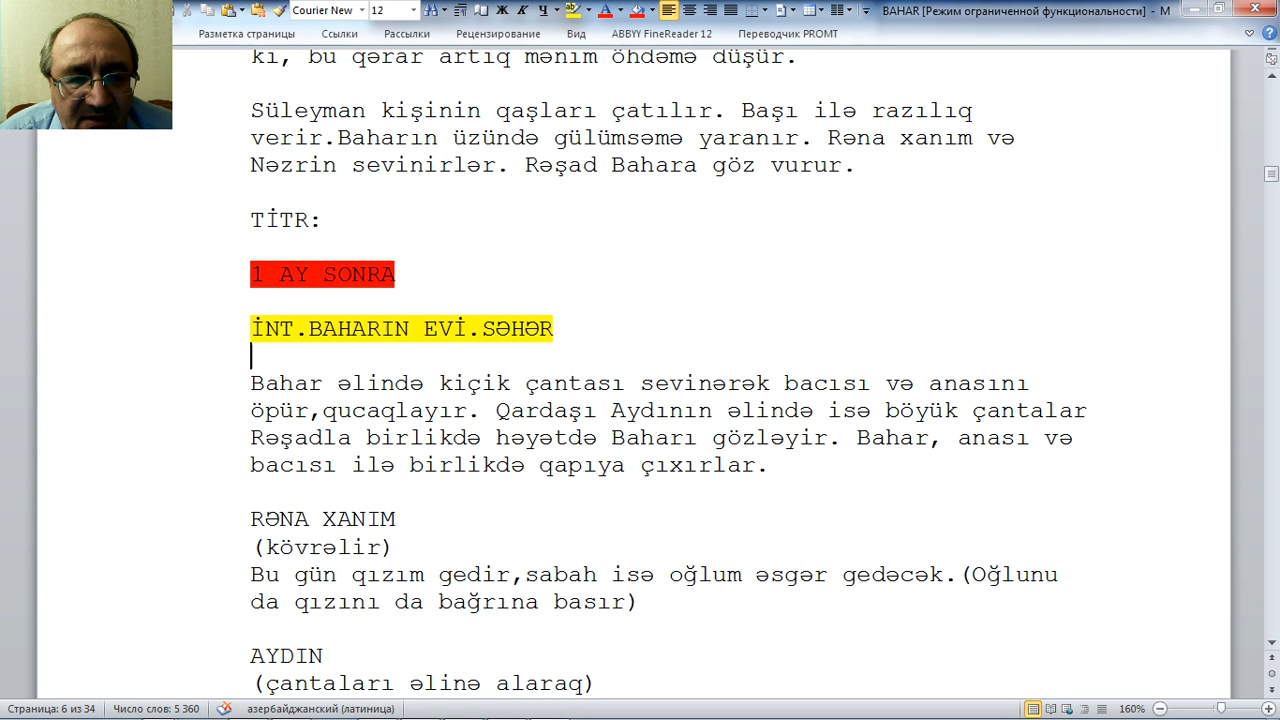 Courier New
12
Ж
К
Ч
BAHAR [Режим ограниченной функциональности] - M
Разметка страницы
Ссылки
Рассылки
Рецензирование
Вид
ABBYY FineReader 12
Переводчик PROMT
ki, bu qərar artıq mənim öhdəmə düşür.
Süleyman kişinin qaşları çatılır. Başı ilə razılıq
verir.Baharın üzündə gülümsəmə yaranır. Rəna xanım və
Nəzrin sevinirlər. Rəşad Bahara göz vurur.
TİTR:
1 AY SONRA
İNT.BAHARIN EVİ.SƏHƏR
Bahar əlində kiçik çantası sevinərək bacısı və anasını
öpür,qucaqlayır. Qardaşı Aydının əlində isə böyük çantalar
Rəşadla birlikdə həyətdə Baharı gözləyir. Bahar, anası və
bacısı ilə birlikdə qapıya çıxırlar.
RƏNA XANIM
(kövrəlir)
Bu gün qızım gedir,sabah isə oğlum əsgər gedəcək.(Oğlunu
da qızını da bağrına basır)
AYDIN
(çantaları əlinə alaraq)
Страница: 6 из 34
Число слов: 5 360
азербайджанский (латиница)
160%